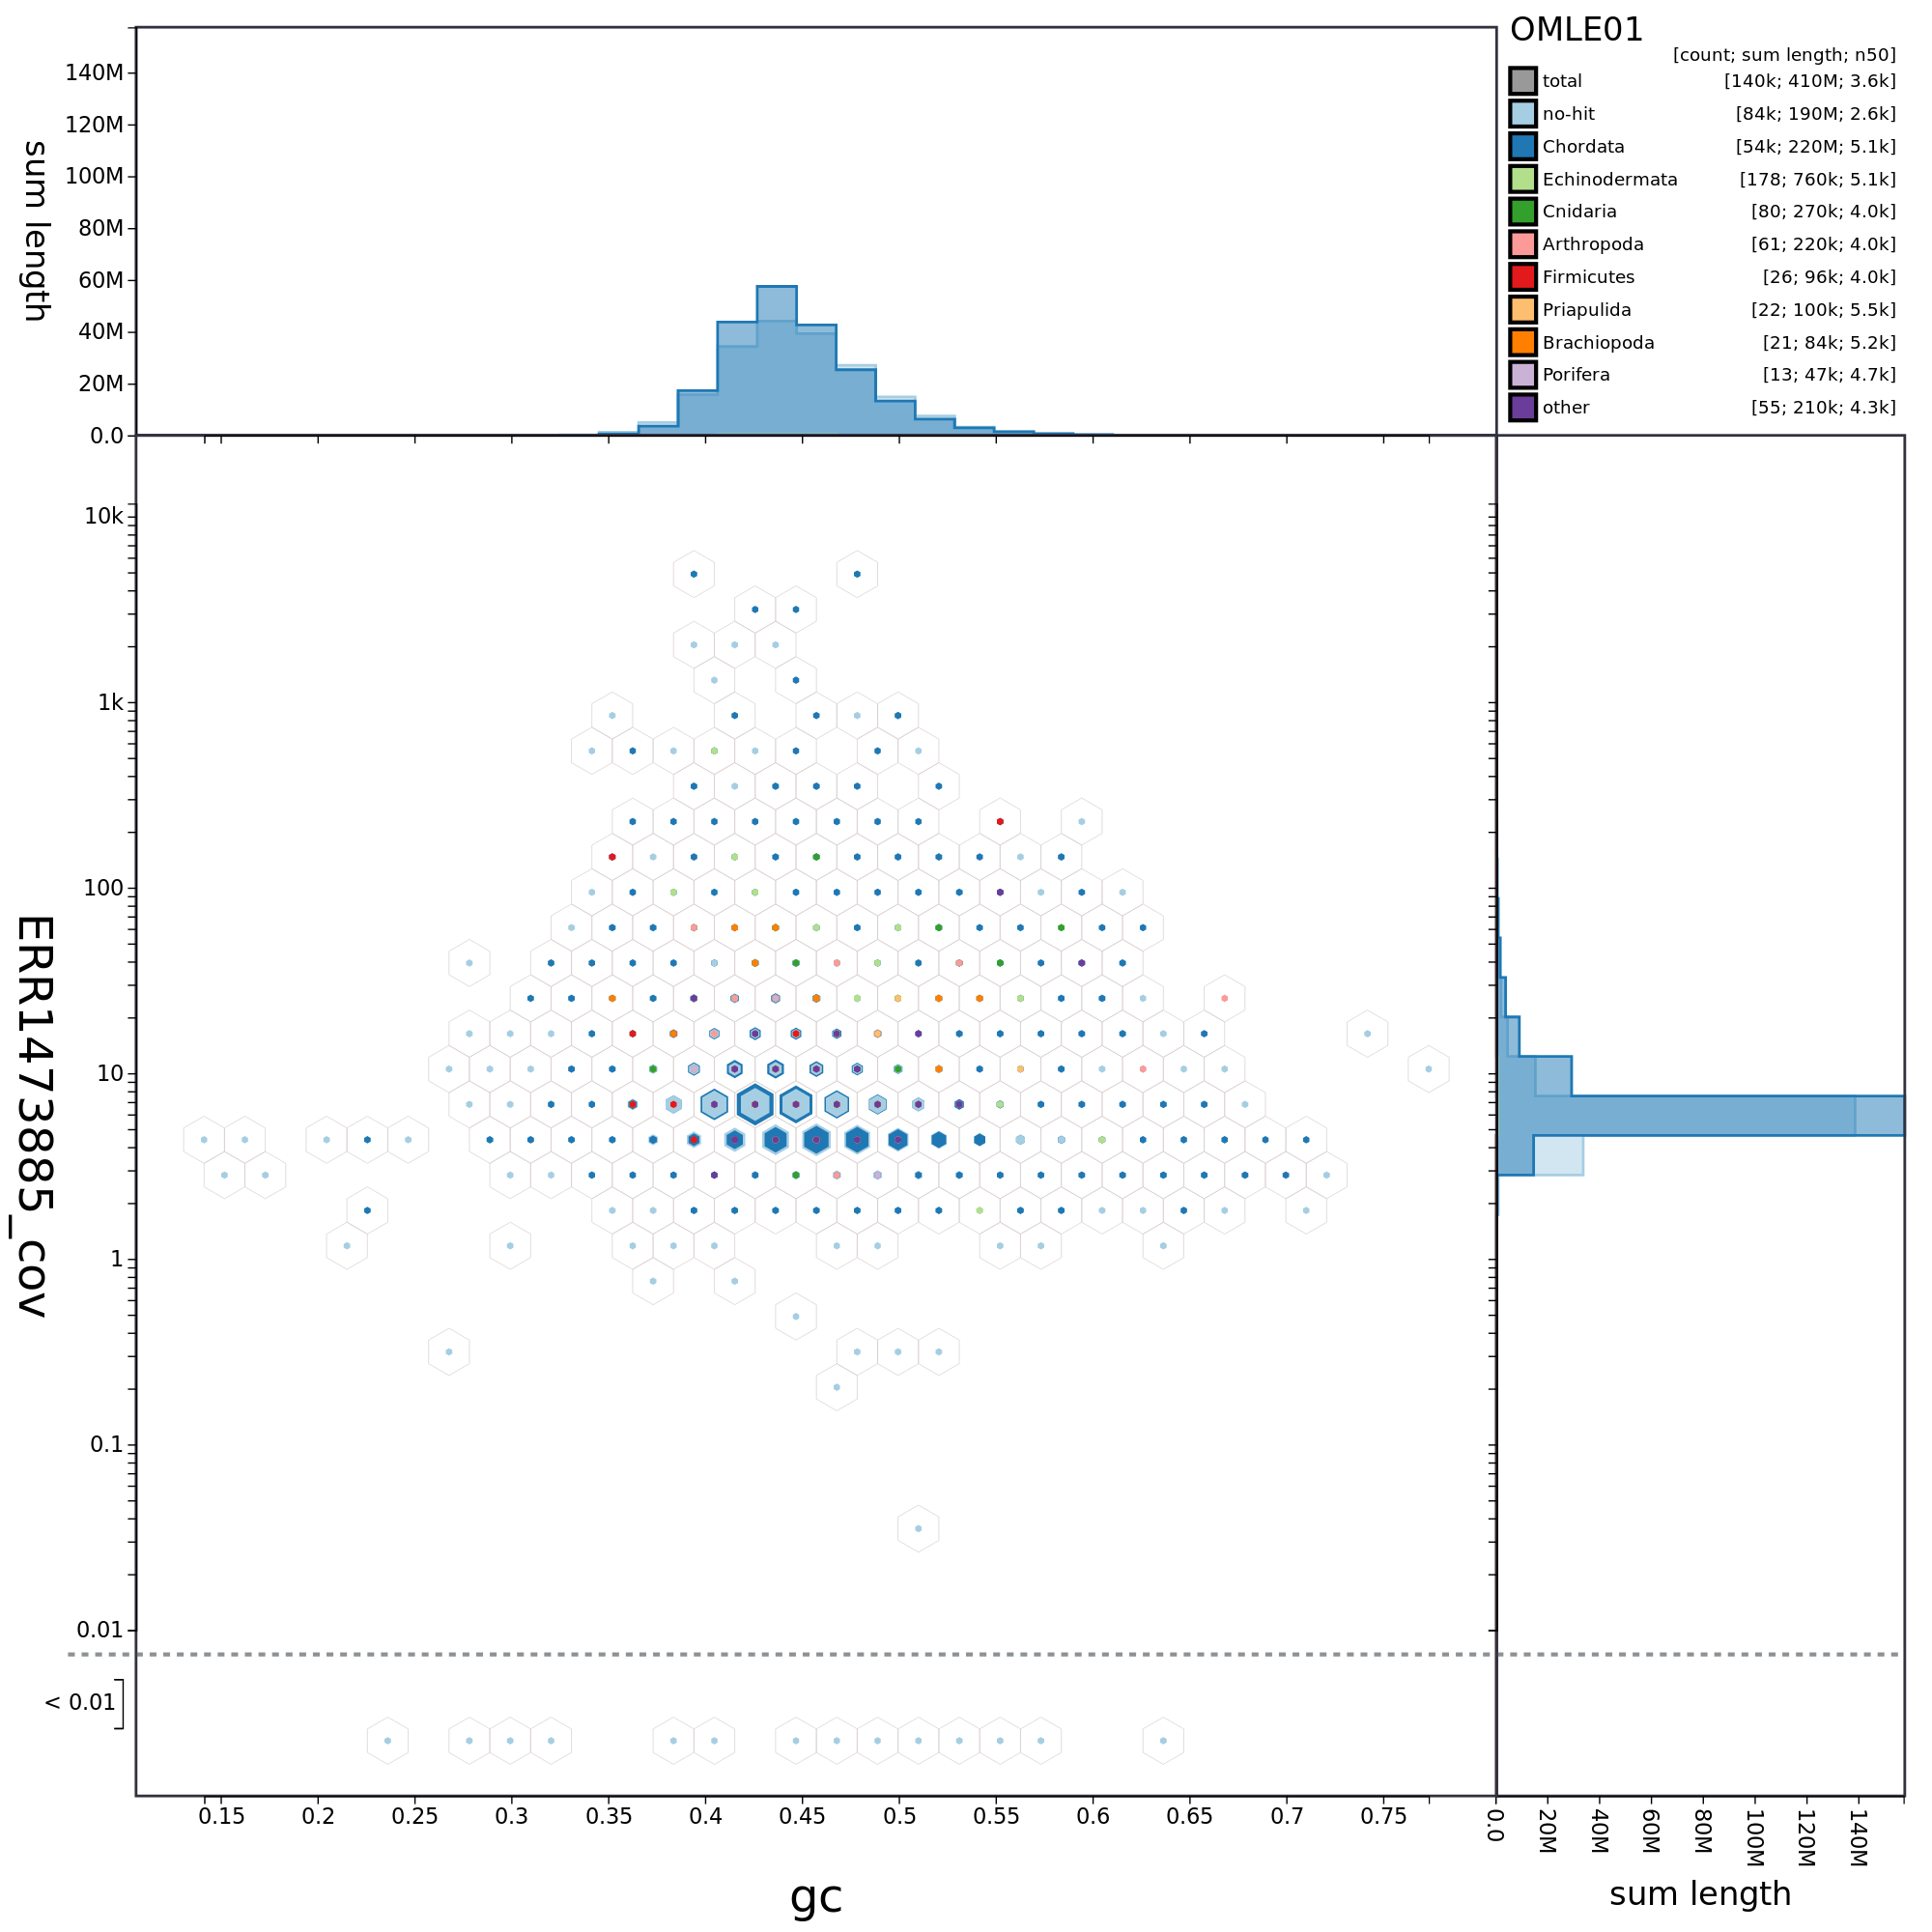 OMLE01
[count; sum length; n50]
total [140k; 410M; 3.6k]
no-hit [84k; 190M; 2.6k]
Chordata [54k; 220M; 5.1k]
Echinodermata [178; 760k; 5.1k]
Cnidaria [80; 270k; 4.0k]
Arthropoda [61; 220k; 4.0k]
Firmicutes [26; 96k; 4.0k]
Priapulida [22; 100k; 5.5k]
Brachiopoda [21; 84k; 5.2k]
Porifera [13; 47k; 4.7k]
other [55; 210k; 4.3k]
sum length
140M
120M
100M
80M
60M
40M
20M
0.0
ERR1473885_cov
10k
1k
100
10
1
0.1
0.01
< 0.01
0.15 0.2 0.25 0.3 0.35 0.4 0.45 0.5 0.55 0.6 0.65 0.7 0.75
gc
0.0 20M 40M 60M 80M 100M 120M 140M
sum length